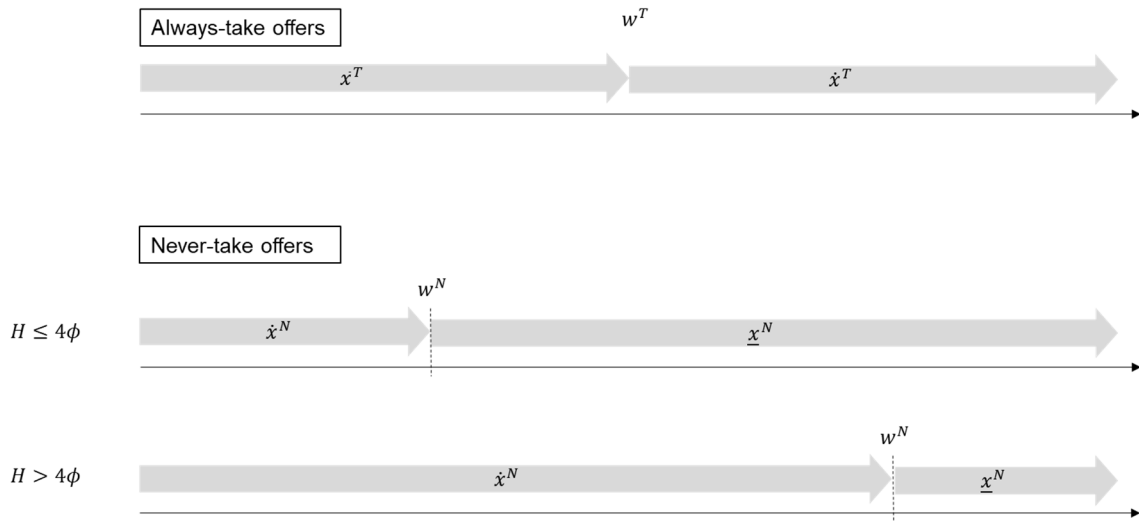 Always-take offers
w^T
ẋ^T
ẋ^T
Never-take offers
w^N
H ≤ 4ϕ
ẋ^N
x̲^N
w^N
H > 4ϕ
ẋ^N
x̲^N